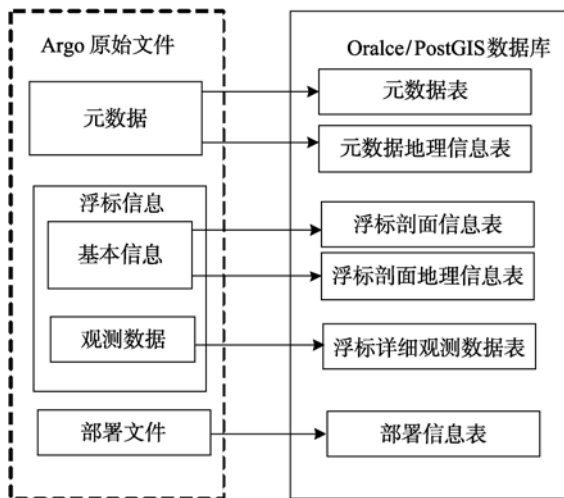 Argo 原始文件
Oralce/PostGIS数据库
元数据
元数据表
元数据地理信息表
浮标信息
基本信息
浮标剖面信息表
浮标剖面地理信息表
观测数据
浮标详细观测数据表
部署文件
部署信息表